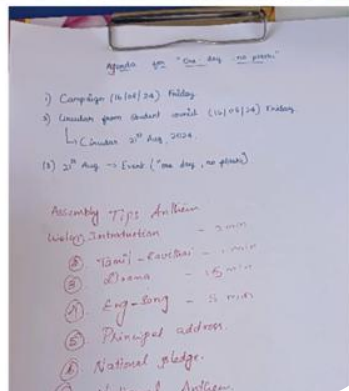 Agenda for "One day no plastic"
1) Campaign (16/08/24) Friday
2) Circular from student council (16/08/24) Friday
↳ Circular 21st Aug 2024
(3) 21st Aug → Event ("one day, no plastic")
Assembly Tips Anthem
Introduction - 2 min
② Tamil - Kavithai - 1 min
③ Drama - 15 min
④ Eng-Song - 5 min
⑤ Principal address.
⑥ National pledge.
Anthem